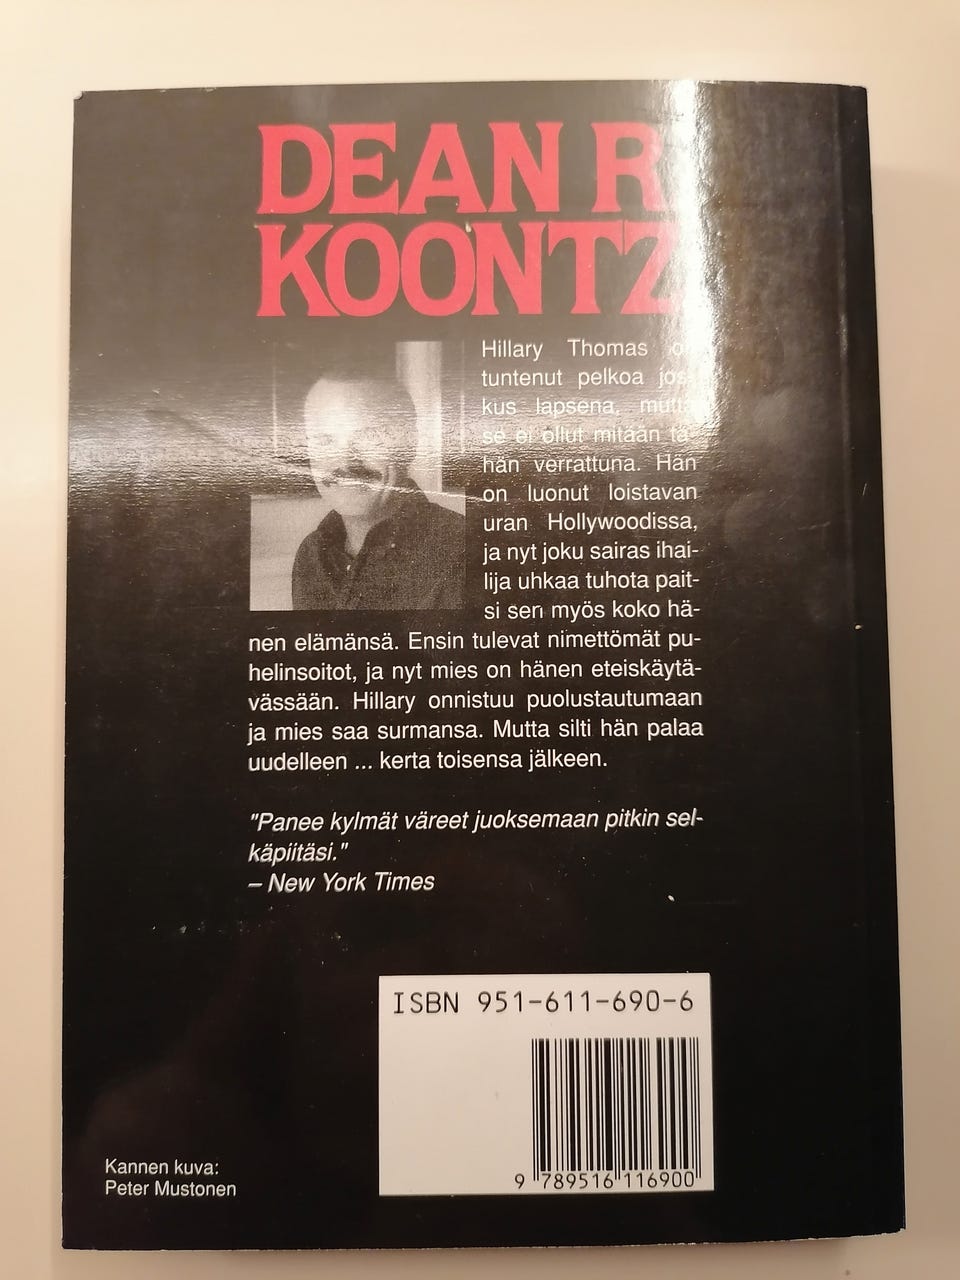 DEAN R.
KOONTZ
Hillary Thomas
tuntenut pelkoa jos-
kus lapsena, mutta
se ei ollut mitään tä-
hän verrattuna. Hän
on luonut loistavan
uran Hollywoodissa,
ja nyt joku sairas ihai-
lija uhkaa tuhota pait-
si sen myös koko hä-
nen elämänsä. Ensin tulevat nimettömät pu-
helinsoitot, ja nyt mies on hänen eteiskäytä-
vässään. Hillary onnistuu puolustautumaan
ja mies saa surmansa. Mutta silti hän palaa
uudelleen ... kerta toisensa jälkeen.
"Panee kylmät väreet juoksemaan pitkin sel-
käpiitäsi."
– New York Times
ISBN 951-611-690-6
9 789516 116900
Kannen kuva:
Peter Mustonen